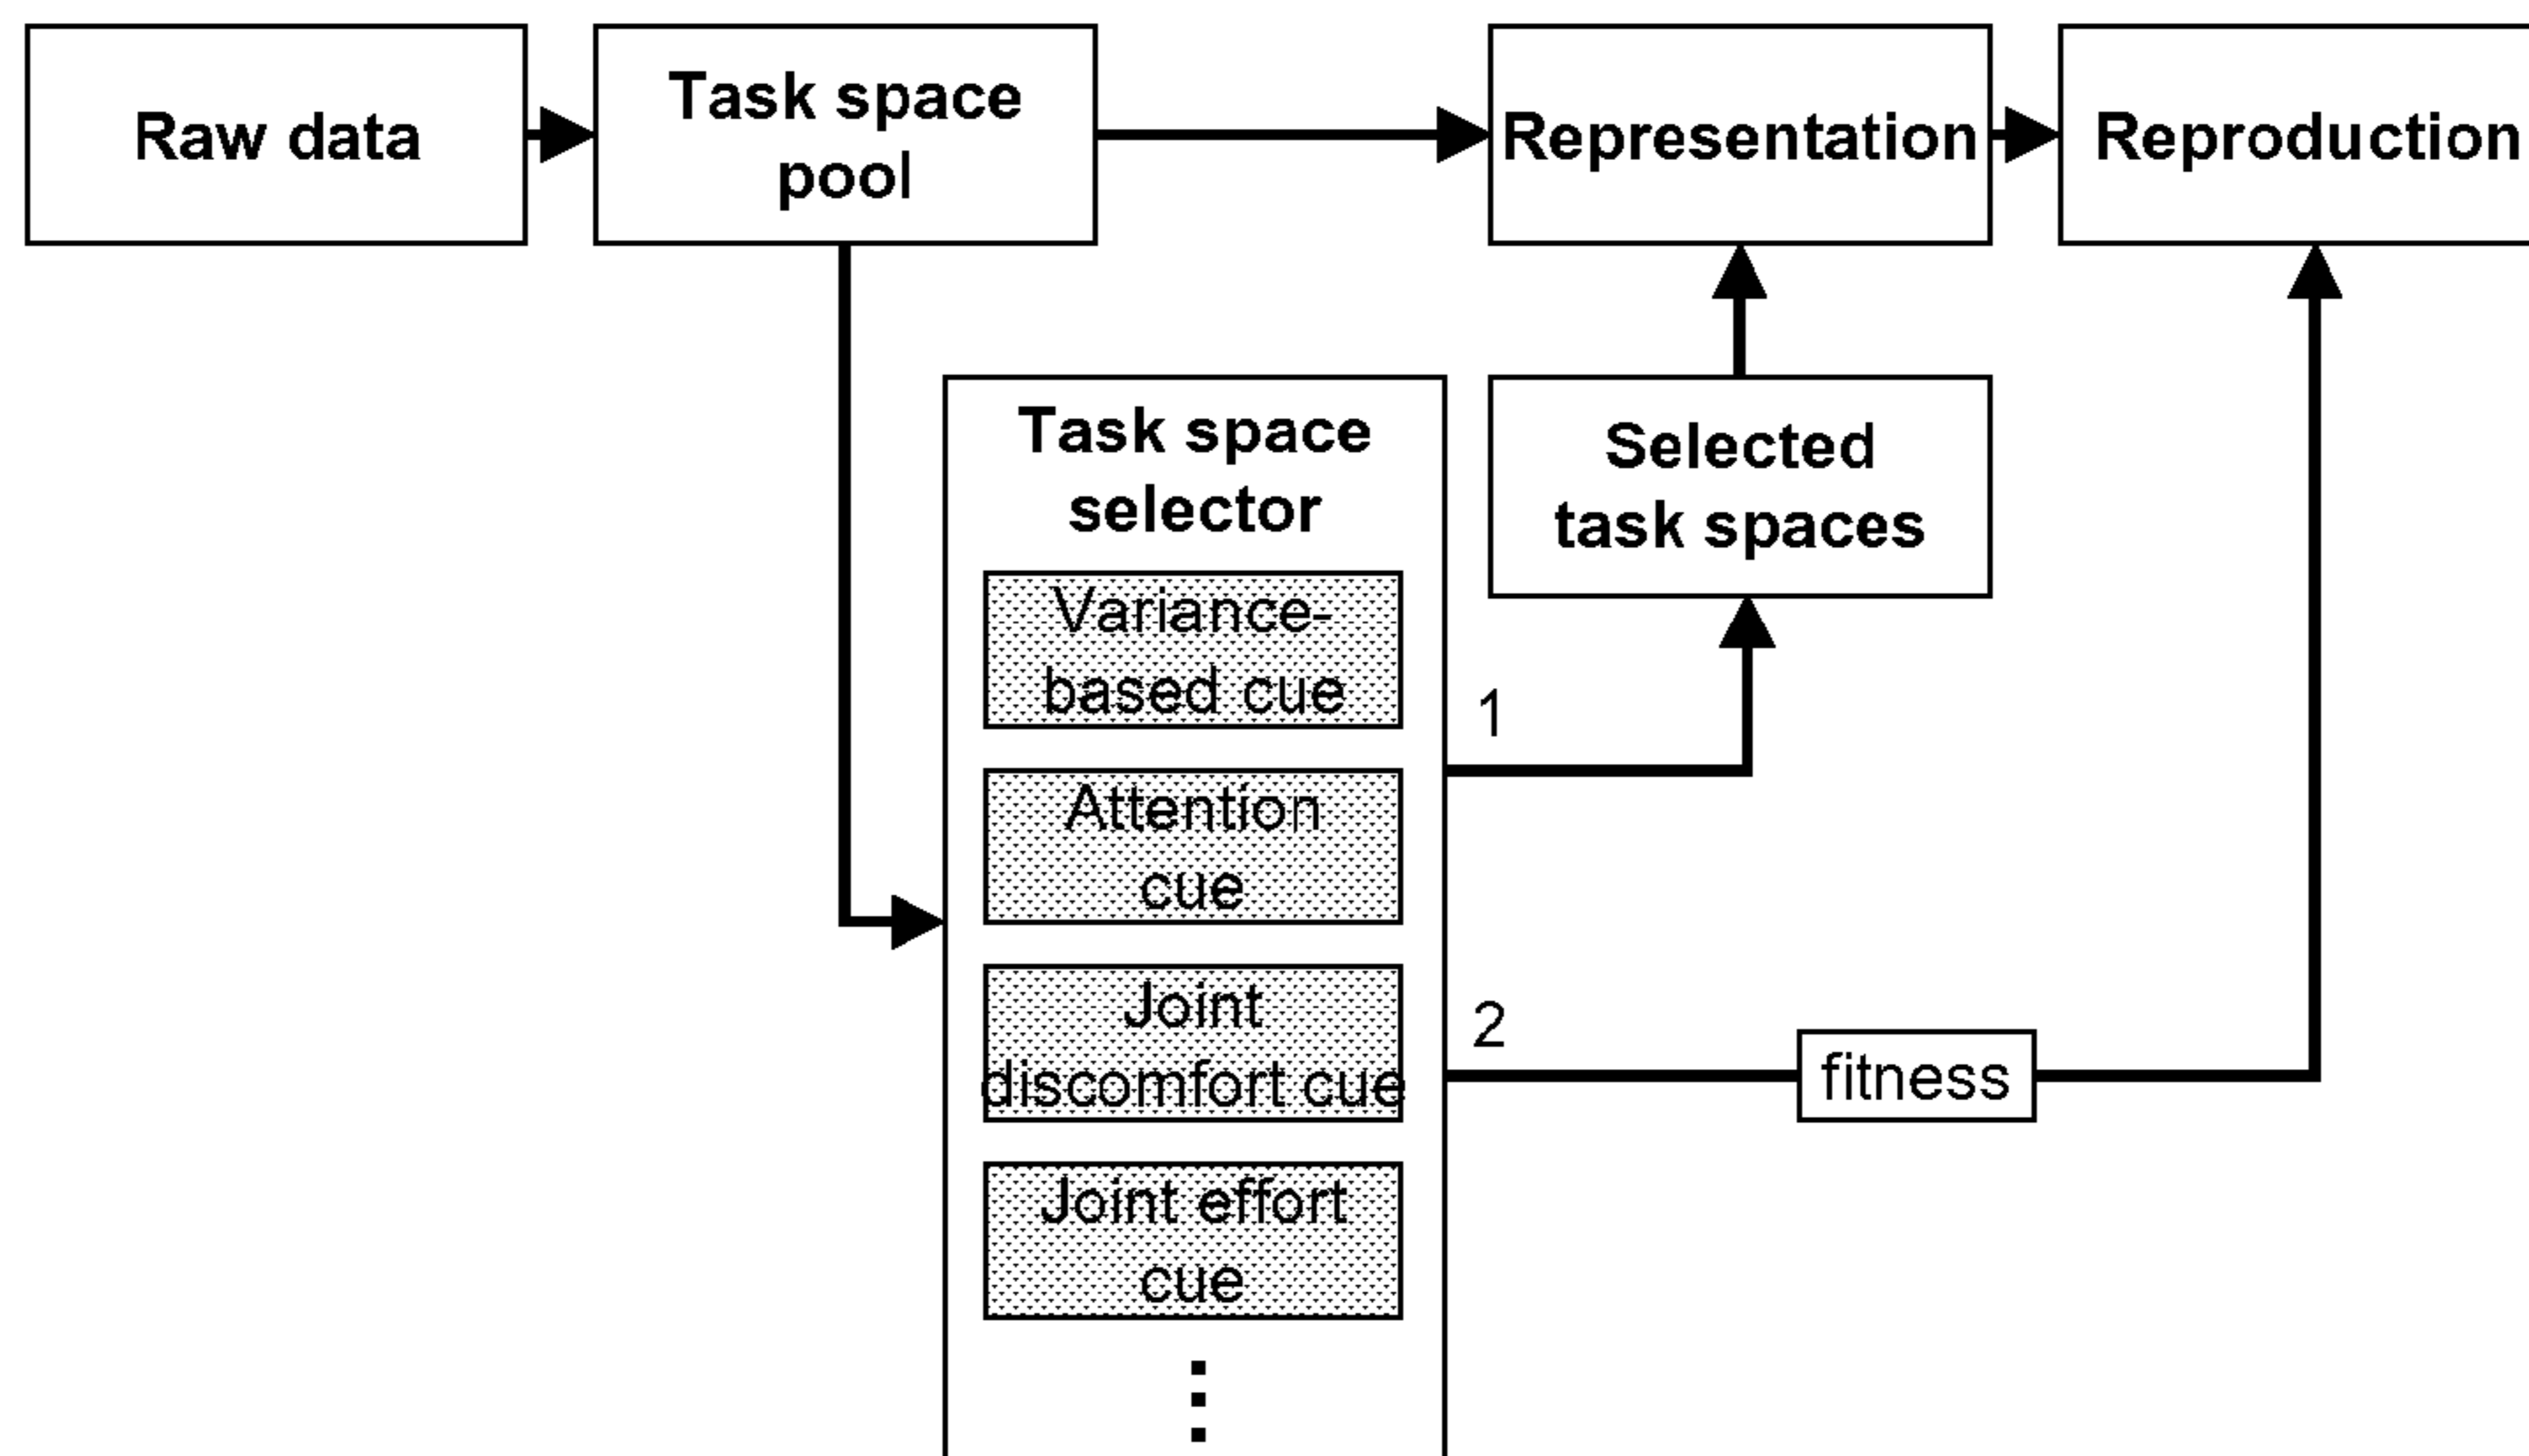 Raw data
Task space
pool
Representation
Reproduction
Task space
selector
Selected
task spaces
Variance-
based cue
1
Attention
cue
2
Joint
discomfort cue
fitness
Joint effort
cue